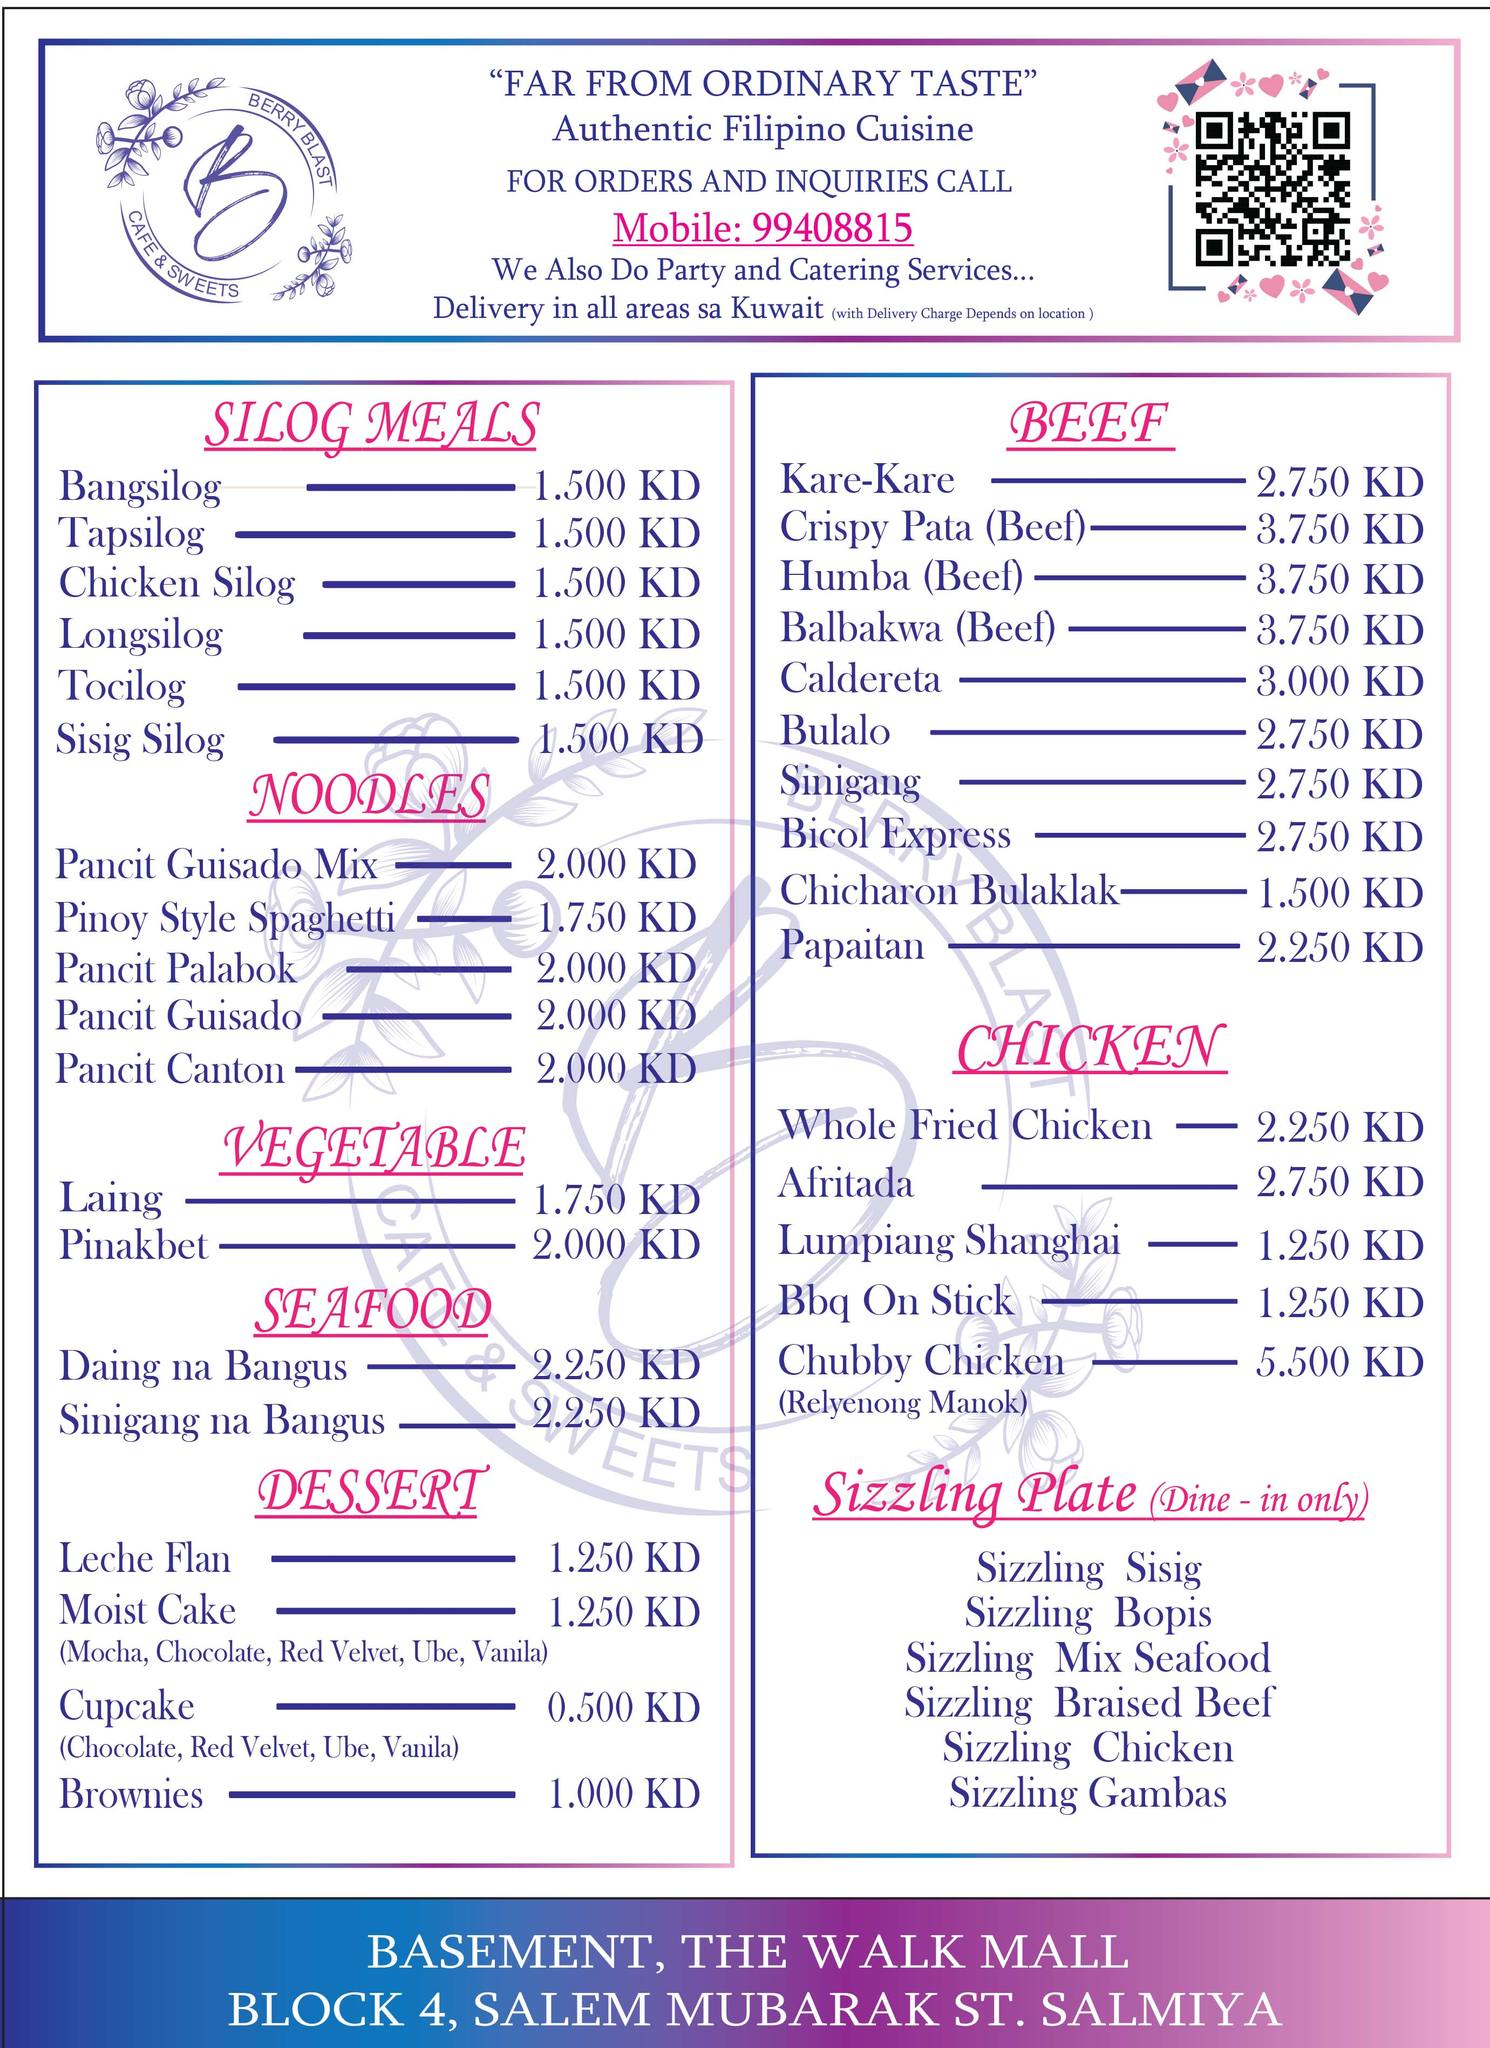 BERRY BLAST
CAFE & SWEETS
“FAR FROM ORDINARY TASTE”
Authentic Filipino Cuisine
FOR ORDERS AND INQUIRIES CALL
Mobile: 99408815
We Also Do Party and Catering Services...
Delivery in all areas sa Kuwait (with Delivery Charge Depends on location )
SILOG MEALS
Bangsilog 1.500 KD
Tapsilog 1.500 KD
Chicken Silog 1.500 KD
Longsilog 1.500 KD
Tocilog 1.500 KD
Sisig Silog 1.500 KD
NOODLES
Pancit Guisado Mix 2.000 KD
Pinoy Style Spaghetti 1.750 KD
Pancit Palabok 2.000 KD
Pancit Guisado 2.000 KD
Pancit Canton 2.000 KD
VEGETABLE
Laing 1.750 KD
Pinakbet 2.000 KD
SEAFOOD
Daing na Bangus 2.250 KD
Sinigang na Bangus 2.250 KD
DESSERT
Leche Flan 1.250 KD
Moist Cake 1.250 KD
(Mocha, Chocolate, Red Velvet, Ube, Vanila)
Cupcake 0.500 KD
(Chocolate, Red Velvet, Ube, Vanila)
Brownies 1.000 KD
BEEF
Kare-Kare 2.750 KD
Crispy Pata (Beef) 3.750 KD
Humba (Beef) 3.750 KD
Balbakwa (Beef) 3.750 KD
Caldereta 3.000 KD
Bulalo 2.750 KD
Sinigang 2.750 KD
Bicol Express 2.750 KD
Chicharon Bulaklak 1.500 KD
Papaitan 2.250 KD
CHICKEN
Whole Fried Chicken 2.250 KD
Afritada 2.750 KD
Lumpiang Shanghai 1.250 KD
Bbq On Stick 1.250 KD
Chubby Chicken 5.500 KD
(Relyenong Manok)
Sizzling Plate (Dine - in only)
Sizzling Sisig
Sizzling Bopis
Sizzling Mix Seafood
Sizzling Braised Beef
Sizzling Chicken
Sizzling Gambas
BERRY BLAST
CAFE & SWEETS
BASEMENT, THE WALK MALL
BLOCK 4, SALEM MUBARAK ST. SALMIYA